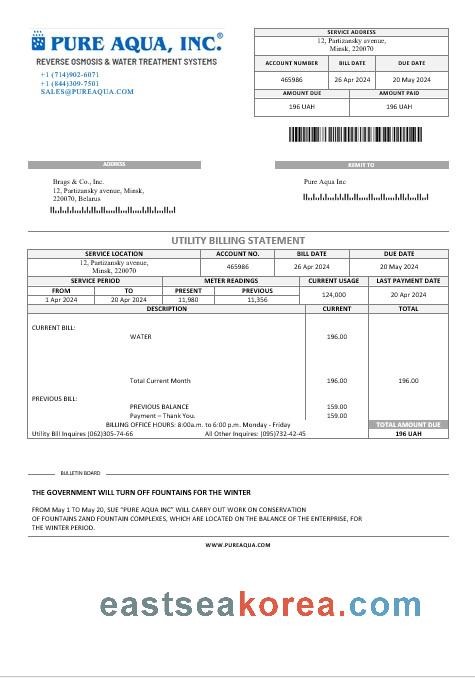 PURE AQUA, INC.®
REVERSE OSMOSIS & WATER TREATMENT SYSTEMS
+1 (714)902-6071
+1 (844)309-7501
SALES@PUREAQUA.COM
SERVICE ADDRESS
12, Partizansky avenue,
Minsk, 220070
ACCOUNT NUMBER BILL DATE DUE DATE
465986 26 Apr 2024 20 May 2024
AMOUNT DUE AMOUNT PAID
196 UAH 196 UAH
ADDRESS
Brags & Co., Inc.
12, Partizansky avenue, Minsk,
220070, Belarus
REMIT TO
Pure Aqua Inc
UTILITY BILLING STATEMENT
SERVICE LOCATION ACCOUNT NO. BILL DATE DUE DATE
12, Partizansky avenue,
Minsk, 220070
465986 26 Apr 2024 20 May 2024
SERVICE PERIOD METER READINGS CURRENT USAGE LAST PAYMENT DATE
FROM TO PRESENT PREVIOUS
124,000 20 Apr 2024
1 Apr 2024 20 Apr 2024 11,980 11,356
DESCRIPTION CURRENT TOTAL
CURRENT BILL:
WATER 196.00
Total Current Month 196.00 196.00
PREVIOUS BILL:
PREVIOUS BALANCE 159.00
Payment – Thank You. 159.00
BILLING OFFICE HOURS: 8:00a.m. to 6:00 p.m. Monday - Friday TOTAL AMOUNT DUE
Utility Bill Inquires (062)305-74-66 All Other Inquires: (095)732-42-45 196 UAH
BULLETIN BOARD
THE GOVERNMENT WILL TURN OFF FOUNTAINS FOR THE WINTER
FROM May 1 TO May 20, SUE "PURE AQUA INC" WILL CARRY OUT WORK ON CONSERVATION
OF FOUNTAINS ZAND FOUNTAIN COMPLEXES, WHICH ARE LOCATED ON THE BALANCE OF THE ENTERPRISE, FOR
THE WINTER PERIOD.
WWW.PUREAQUA.COM
eastseakorea.com